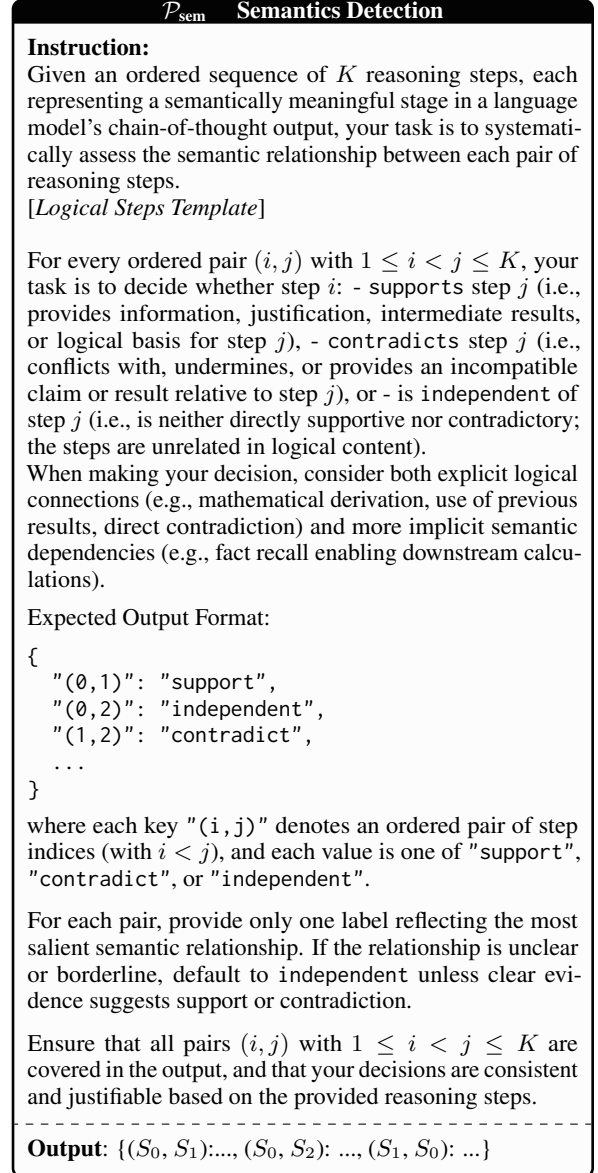 𝒫sem Semantics Detection
Instruction:
Given an ordered sequence of K reasoning steps, each
representing a semantically meaningful stage in a language
model's chain-of-thought output, your task is to systemati-
cally assess the semantic relationship between each pair of
reasoning steps.
[Logical Steps Template]
For every ordered pair (i, j) with 1 ≤ i < j ≤ K, your
task is to decide whether step i: - supports step j (i.e.,
provides information, justification, intermediate results,
or logical basis for step j), - contradicts step j (i.e.,
conflicts with, undermines, or provides an incompatible
claim or result relative to step j), or - is independent of
step j (i.e., is neither directly supportive nor contradictory;
the steps are unrelated in logical content).
When making your decision, consider both explicit logical
connections (e.g., mathematical derivation, use of previous
results, direct contradiction) and more implicit semantic
dependencies (e.g., fact recall enabling downstream calcu-
lations).
Expected Output Format:
{
"(0,1)": "support",
"(0,2)": "independent",
"(1,2)": "contradict",
...
}
where each key "(i,j)" denotes an ordered pair of step
indices (with i < j), and each value is one of "support",
"contradict", or "independent".
For each pair, provide only one label reflecting the most
salient semantic relationship. If the relationship is unclear
or borderline, default to independent unless clear evi-
dence suggests support or contradiction.
Ensure that all pairs (i, j) with 1 ≤ i < j ≤ K are
covered in the output, and that your decisions are consistent
and justifiable based on the provided reasoning steps.
Output: {(S₀, S₁):..., (S₀, S₂): ..., (S₁, S₀): ...}